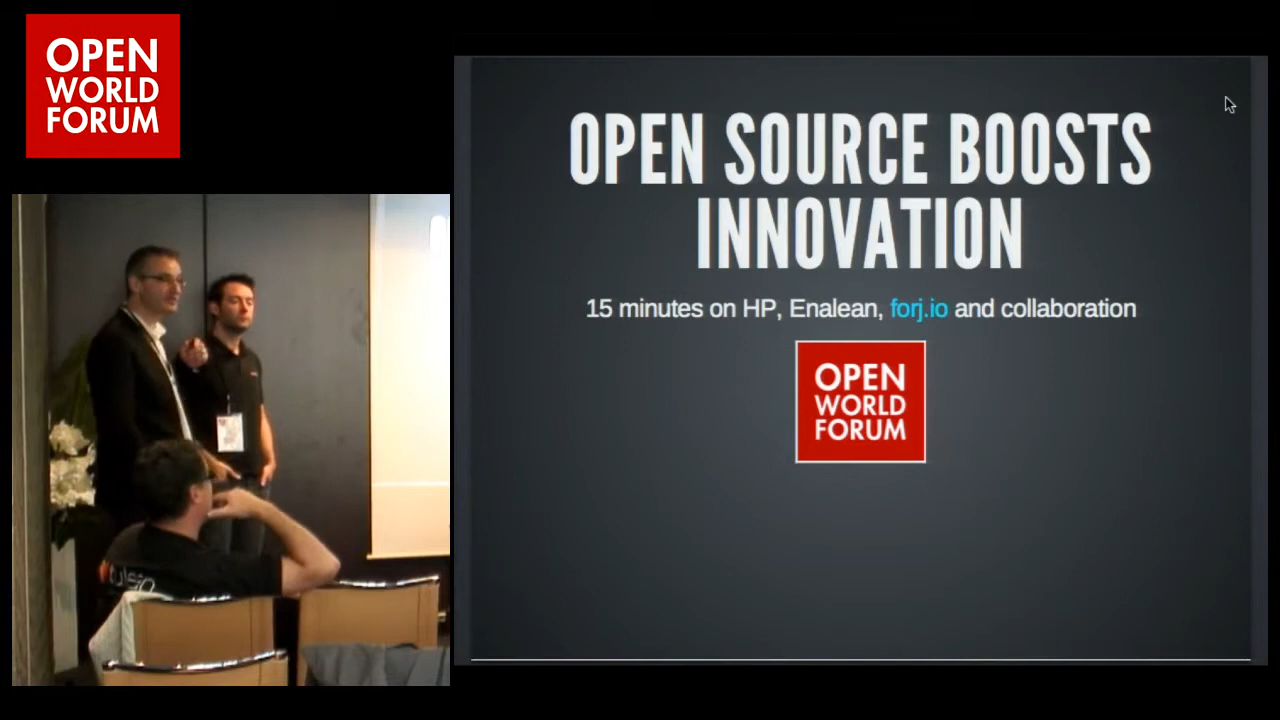 OPEN
WORLD
FORUM
OPEN SOURCE BOOSTS
INNOVATION
15 minutes on HP, Enalean, forj.io and collaboration
OPEN
WORLD
FORUM